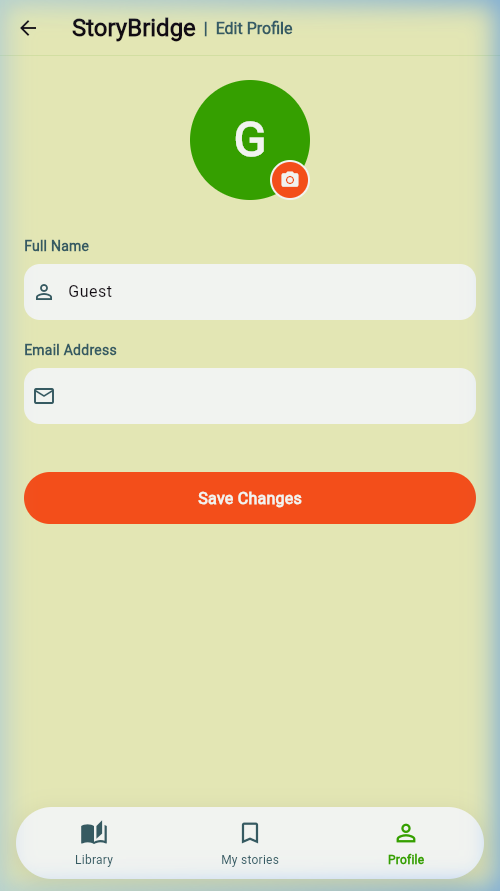 StoryBridge | Edit Profile
G
Full Name
Guest
Email Address
Save Changes
Library
My stories
Profile